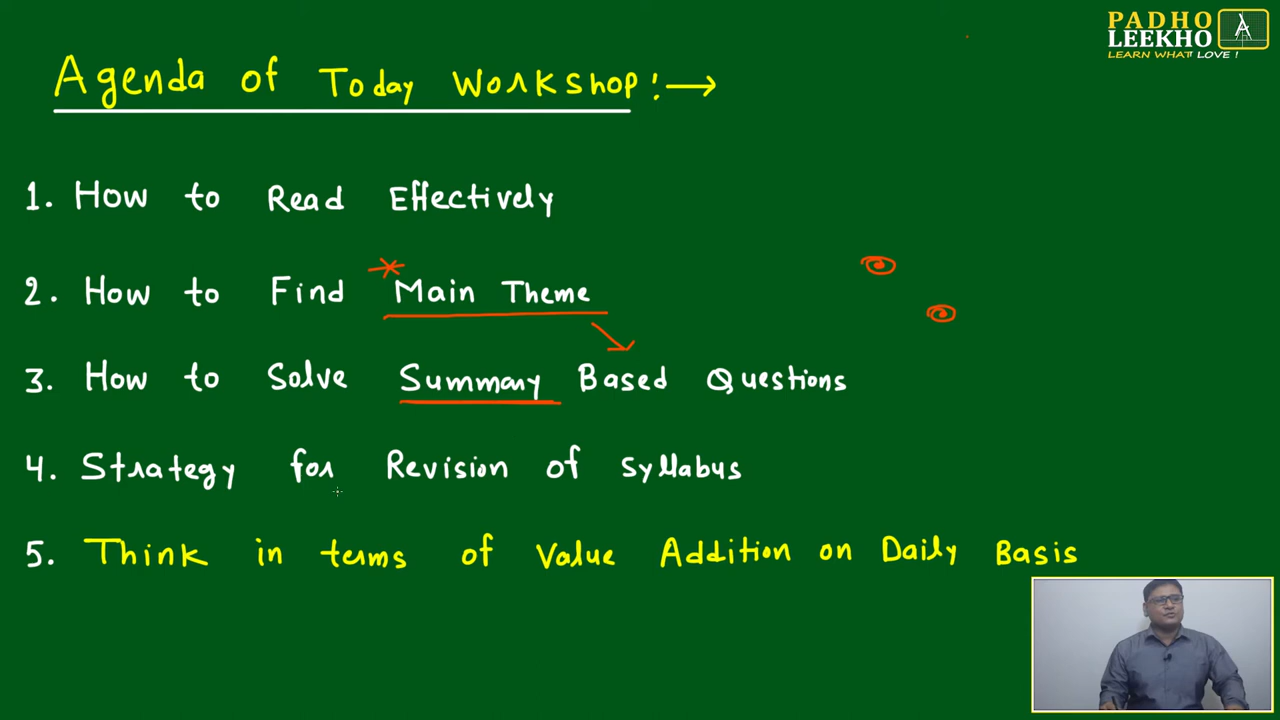 PADHO
LEEKHO
LEARN WHAT LOVE !
Agenda of Today Workshop :→
1. How to Read Effectively
2. How to Find Main Theme
3. How to Solve Summary Based Questions
4. Strategy for Revision of Syllabus
5. Think in terms of Value Addition on Daily Basis